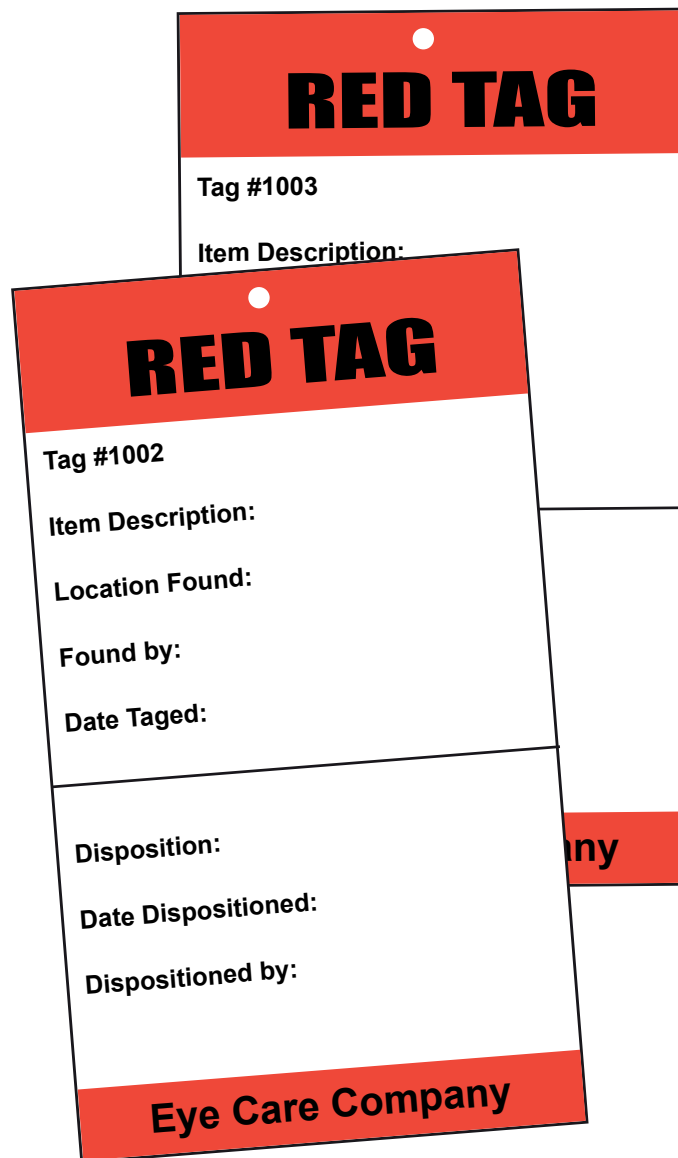 RED TAG
Tag #1003
Item Description:
RED TAG
Tag #1002
Item Description:
Location Found:
Found by:
Date Taged:
Disposition:
Date Dispositioned:
Dispositioned by:
Eye Care Company